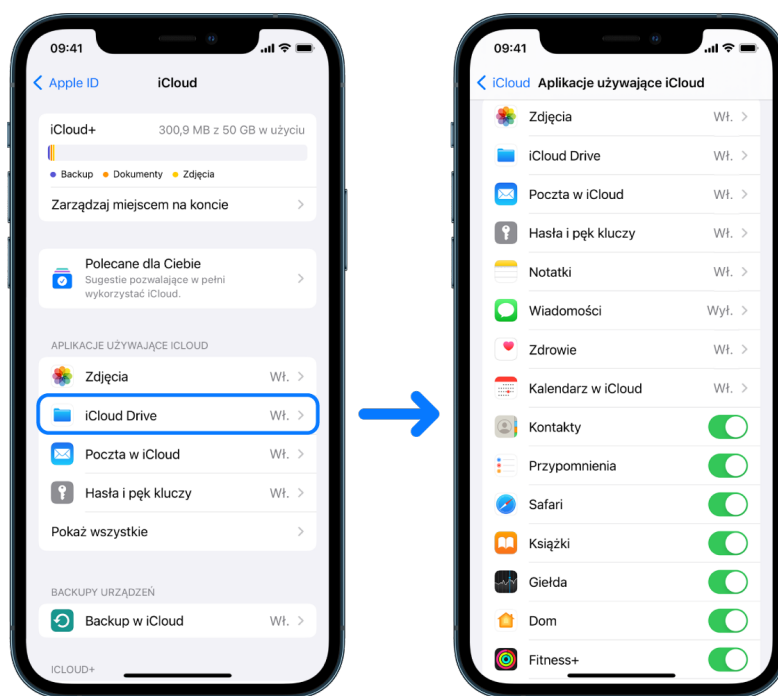 09:41
Apple ID
iCloud
iCloud+
300,9 MB z 50 GB w użyciu
Backup
Dokumenty
Zdjęcia
Zarządzaj miejscem na koncie
Polecane dla Ciebie
Sugestie pozwalające w pełni
wykorzystać iCloud.
APLIKACJE UŻYWAJĄCE ICLOUD
Zdjęcia
Wł.
iCloud Drive
Wł.
Poczta w iCloud
Wł.
Hasła i pęk kluczy
Wł.
Pokaż wszystkie
BACKUPY URZĄDZEŃ
Backup w iCloud
Wł.
ICLOUD+
09:41
iCloud
Aplikacje używające iCloud
Zdjęcia
Wł.
iCloud Drive
Wł.
Poczta w iCloud
Wł.
Hasła i pęk kluczy
Wł.
Notatki
Wł.
Wiadomości
Wył.
Zdrowie
Wł.
Kalendarz w iCloud
Wł.
Kontakty
Przypomnienia
Safari
Książki
Giełda
Dom
Fitness+